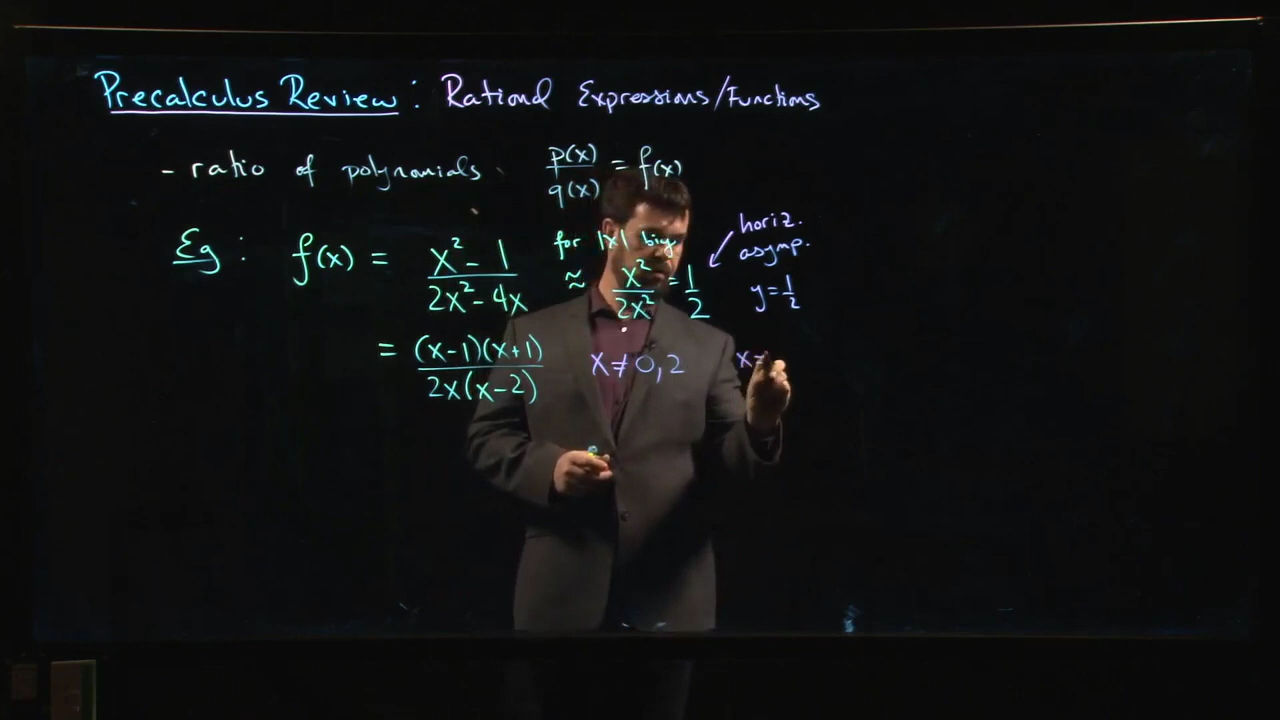 Precalculus Review: Rational Expressions/Functions
- ratio of polynomials p(x)/q(x) = f(x)
Eg: f(x) = (x² - 1)/(2x² - 4x) for |x| big ≈ x²/2x² = 1/2
horiz.
asymp.
y = 1/2
= (x-1)(x+1)/2x(x-2) x ≠ 0, 2 x=